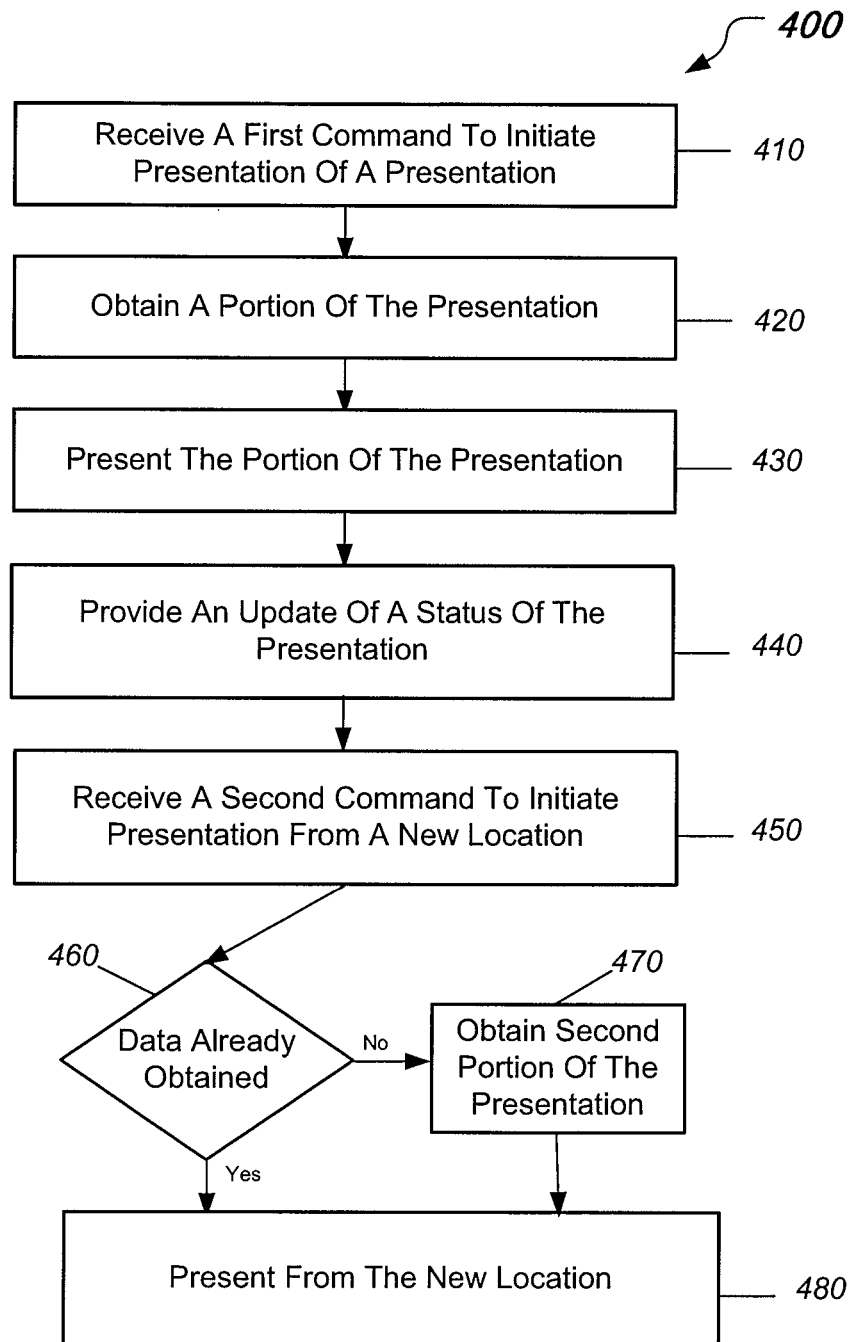 400
Receive A First Command To Initiate
Presentation Of A Presentation
410
Obtain A Portion Of The Presentation
420
Present The Portion Of The Presentation
430
Provide An Update Of A Status Of The
Presentation
440
Receive A Second Command To Initiate
Presentation From A New Location
450
460
Data Already
Obtained
No
470
Obtain Second
Portion Of The
Presentation
Yes
Present From The New Location
480